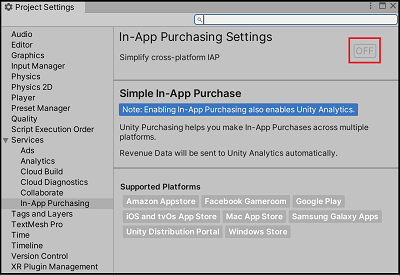 Project Settings
Audio
Editor
Graphics
Input Manager
Physics
Physics 2D
Player
Preset Manager
Quality
Script Execution Order
Services
Ads
Analytics
Cloud Build
Cloud Diagnostics
Collaborate
In-App Purchasing
Tags and Layers
TextMesh Pro
Time
Timeline
Version Control
XR Plugin Management
In-App Purchasing Settings
Simplify cross-platform IAP
OFF
Simple In-App Purchase
Note: Enabling In-App Purchasing also enables Unity Analytics.
Unity Purchasing helps you make In-App Purchases across multiple
platforms.
Revenue Data will be sent to Unity Analytics automatically.
Supported Platforms
Amazon Appstore Facebook Gameroom Google Play
iOS and tvOS App Store Mac App Store Samsung Galaxy Apps
Unity Distribution Portal Windows Store